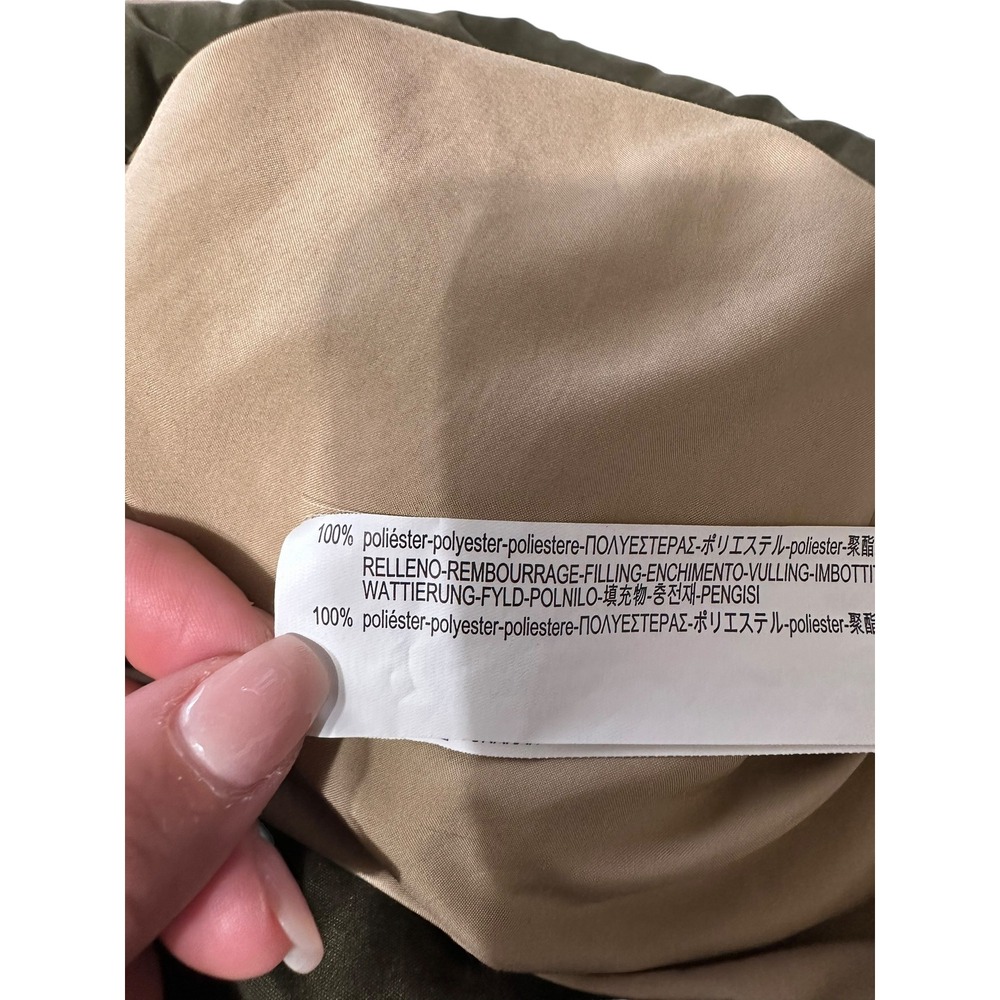 100% poliéster-polyester-poliestere-ΠΟΛΥΕΣΤΕΡΑΣ-ポリエステル-poliester-聚酯
RELLENO-REMBOURRAGE-FILLING-ENCHIMENTO-VULLING-IMBOTTIT
WATTIERUNG-FYLD-POLNILO-填充物-충전재-PENGISI
100% poliéster-polyester-poliestere-ΠΟΛΥΕΣΤΕΡΑΣ-ポリエステル-poliester-聚酯